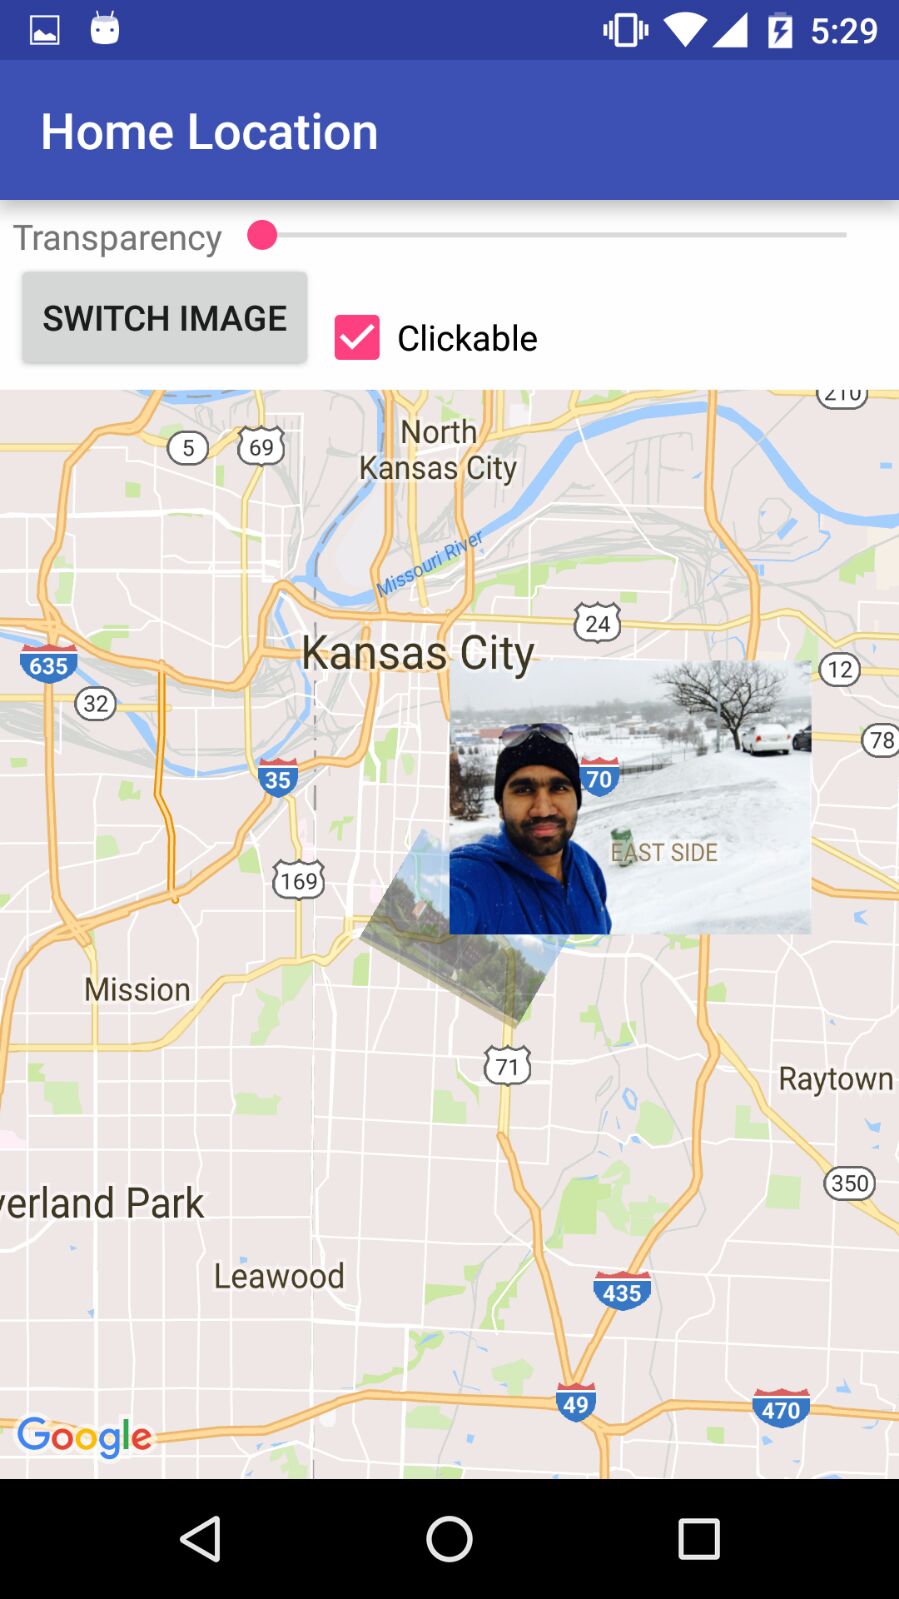 5:29
Home Location
Transparency
SWITCH IMAGE
Clickable
210
5
69
North
Kansas City
Missouri River
24
Kansas City
635
12
32
78
35
70
EAST SIDE
169
Mission
71
Raytown
350
verland Park
Leawood
435
49
470
Google